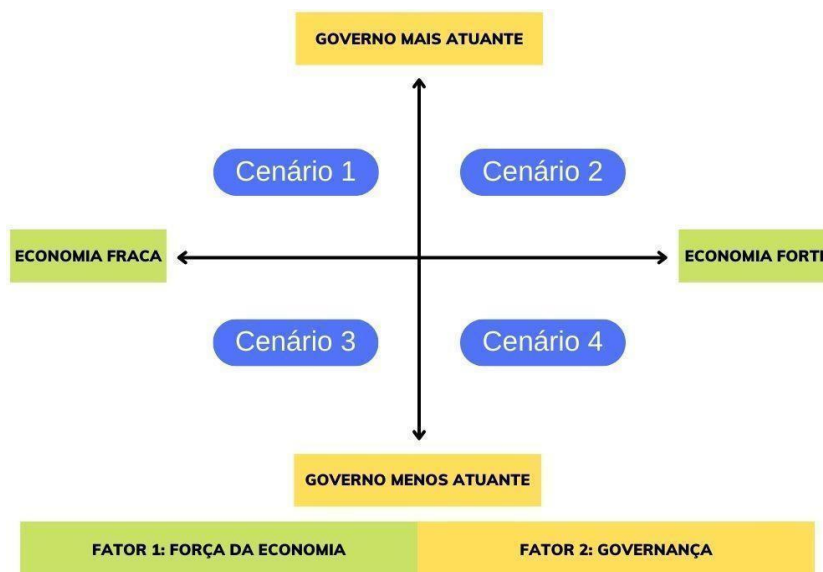 GOVERNO MAIS ATUANTE
Cenário 1
Cenário 2
ECONOMIA FRACA
ECONOMIA FORTE
Cenário 3
Cenário 4
GOVERNO MENOS ATUANTE
FATOR 1: FORÇA DA ECONOMIA
FATOR 2: GOVERNANÇA